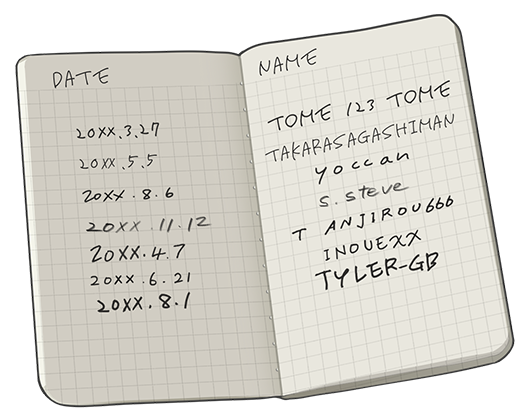 DATE
20XX.3.27
20XX.5.5
20XX.8.6
20XX.11.12
20XX.4.7
20XX.6.21
20XX.8.1
NAME
TOME 123 TOME
TAKARASAGASHIMAN
yoccan
S.Steve
T ANJIROU666
INOUEXX
TYLER-GB